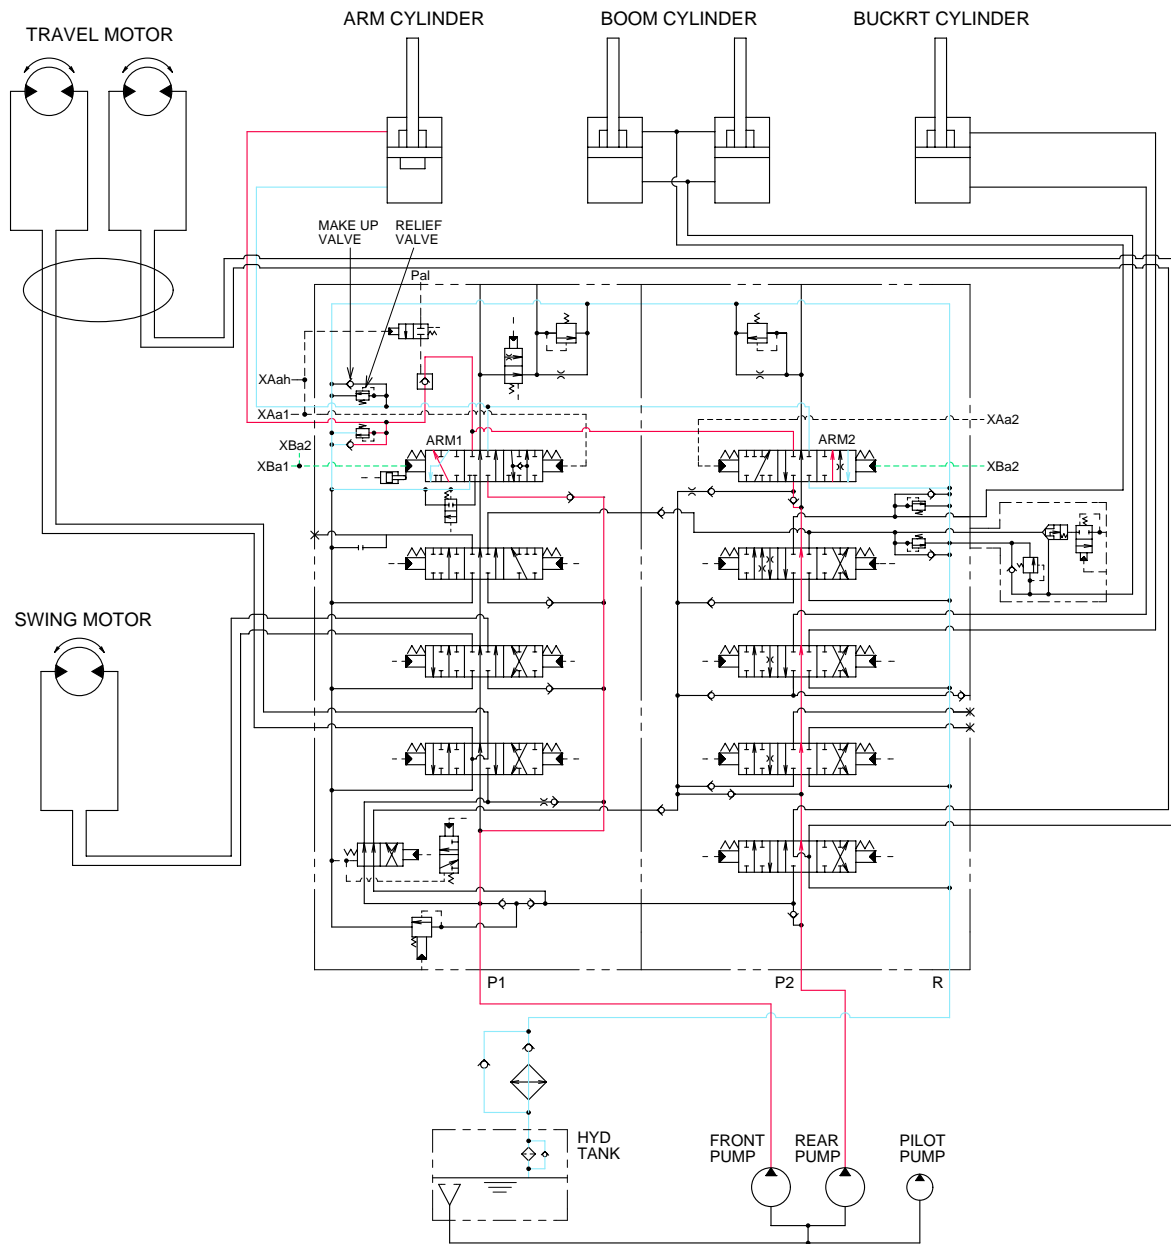 ARM CYLINDER
BOOM CYLINDER
BUCKRT CYLINDER
TRAVEL MOTOR
MAKE UP
VALVE
RELIEF
VALVE
Pal
XAah
XAa1
XBa2
XBa1
ARM1
ARM2
XAa2
XBa2
SWING MOTOR
P1
P2
R
HYD
TANK
FRONT
PUMP
REAR
PUMP
PILOT
PUMP